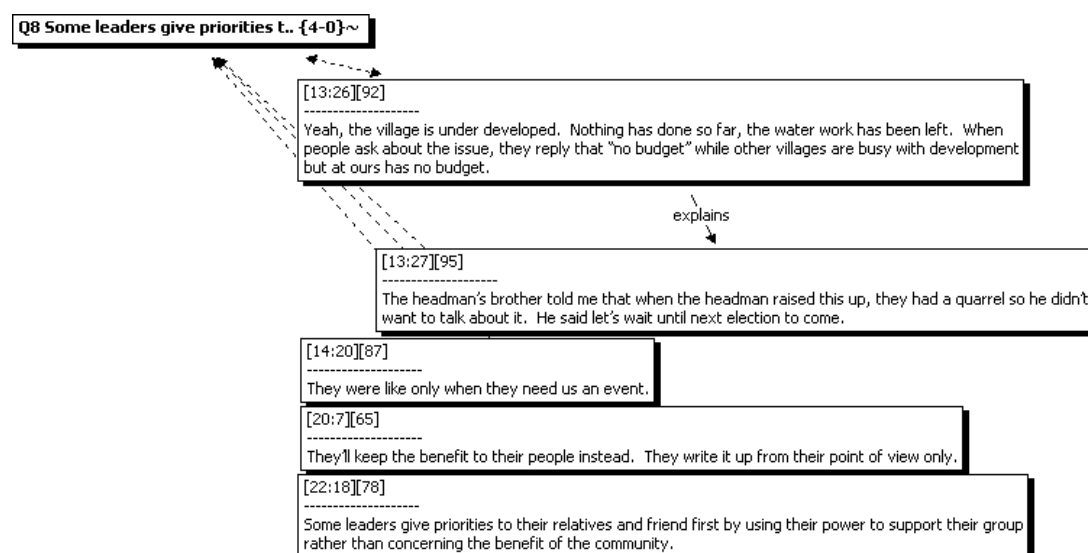 Q8 Some leaders give priorities t.. {4-0}~
[13:26][92]
--------------------
Yeah, the village is under developed.  Nothing has done so far, the water work has been left.  When
people ask about the issue, they reply that “no budget” while other villages are busy with development
but at ours has no budget.
explains
[13:27][95]
--------------------
The headman’s brother told me that when the headman raised this up, they had a quarrel so he didn’t
want to talk about it.  He said let’s wait until next election to come.
[14:20][87]
--------------------
They were like only when they need us an event.
[20:7][65]
--------------------
They’ll keep the benefit to their people instead.  They write it up from their point of view only.
[22:18][78]
--------------------
Some leaders give priorities to their relatives and friend first by using their power to support their group
rather than concerning the benefit of the community.